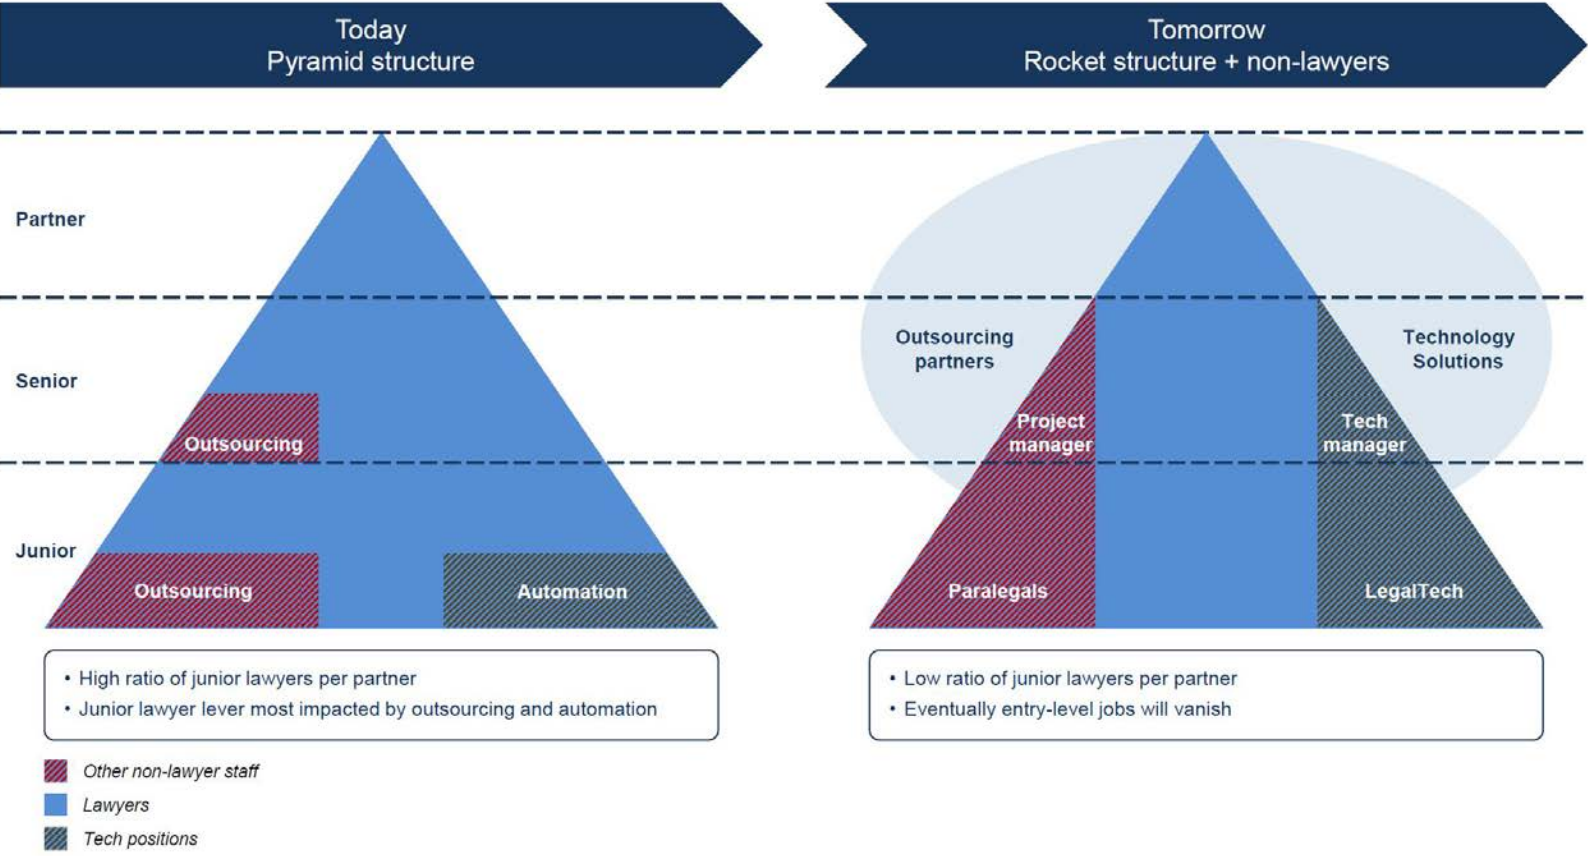 Today
Pyramid structure
Tomorrow
Rocket structure + non-lawyers
Partner
Senior
Junior
Outsourcing
Outsourcing
Automation
Outsourcing
partners
Technology
Solutions
Project
manager
Tech
manager
Paralegals
LegalTech
• High ratio of junior lawyers per partner
• Junior lawyer lever most impacted by outsourcing and automation
• Low ratio of junior lawyers per partner
• Eventually entry-level jobs will vanish
Other non-lawyer staff
Lawyers
Tech positions